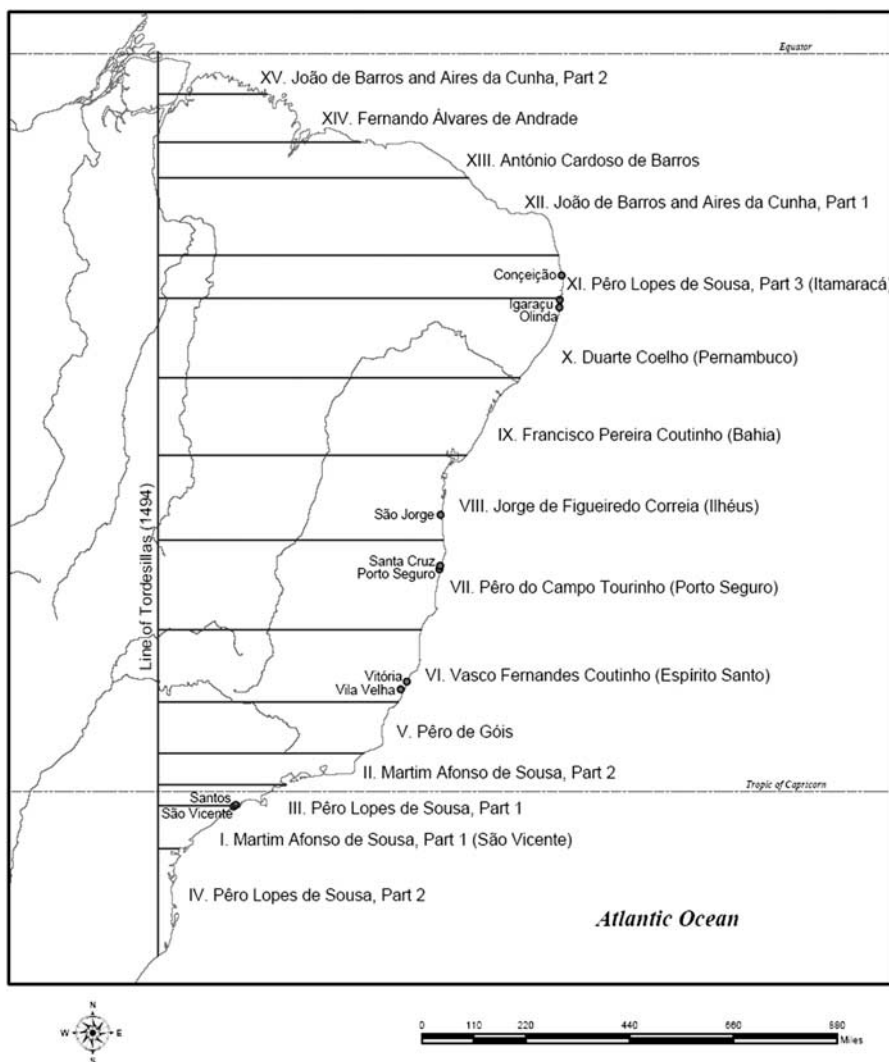 Equator
XV. João de Barros and Aires da Cunha, Part 2
XIV. Fernando Álvares de Andrade
XIII. António Cardoso de Barros
XII. João de Barros and Aires da Cunha, Part 1
Conçeição
XI. Pêro Lopes de Sousa, Part 3 (Itamaracá)
Igaraçu
Olinda
X. Duarte Coelho (Pernambuco)
IX. Francisco Pereira Coutinho (Bahia)
Line of Tordesillas (1494)
São Jorge
VIII. Jorge de Figueiredo Correia (Ilhéus)
Santa Cruz
Porto Seguro
VII. Pêro do Campo Tourinho (Porto Seguro)
Vitória
VI. Vasco Fernandes Coutinho (Espírito Santo)
Vila Velha
V. Pêro de Góis
II. Martim Afonso de Sousa, Part 2
Tropic of Capricorn
Santos
São Vicente
III. Pêro Lopes de Sousa, Part 1
I. Martim Afonso de Sousa, Part 1 (São Vicente)
IV. Pêro Lopes de Sousa, Part 2
Atlantic Ocean
N
W E
S
0 110 220 440 660 880
Miles